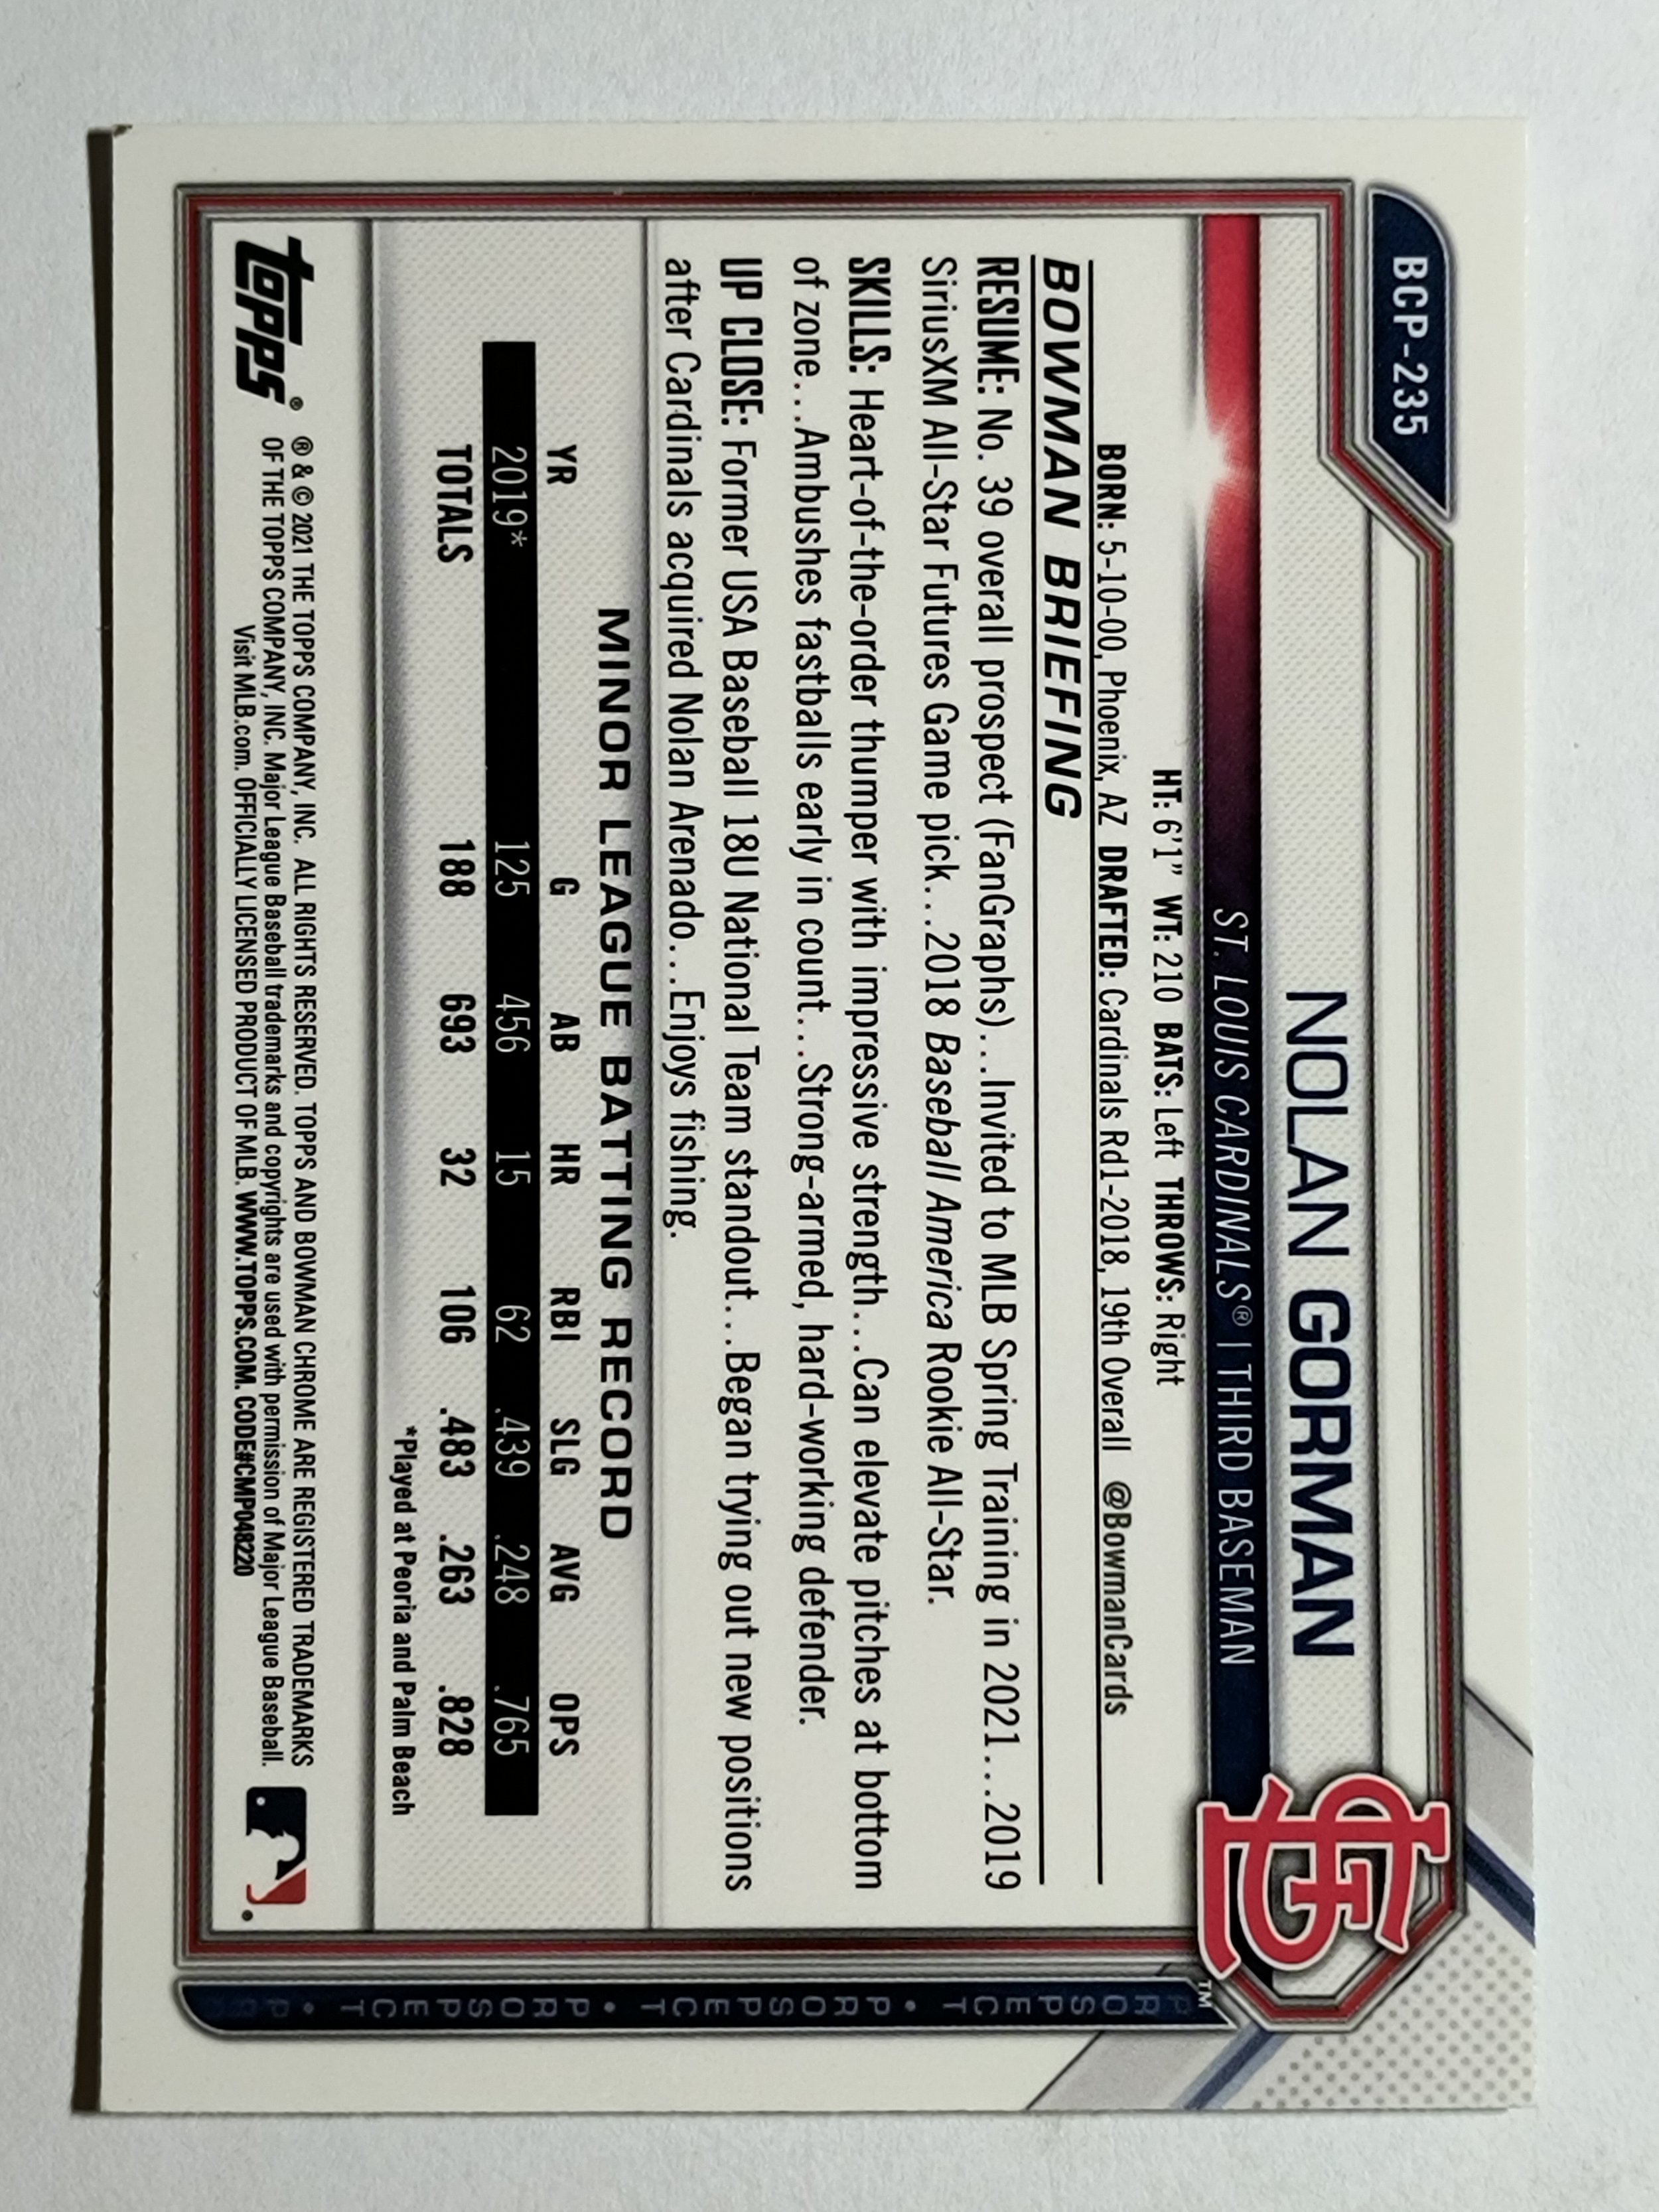 BCP-235
NOLAN GORMAN
ST. LOUIS CARDINALS® | THIRD BASEMAN
STL™
HT: 6'1" WT: 210 BATS: Left THROWS: Right
BORN: 5-10-00, Phoenix, AZ DRAFTED: Cardinals Rd1-2018, 19th Overall @BowmanCards
BOWMAN BRIEFING
RESUME: No. 39 overall prospect (FanGraphs)...Invited to MLB Spring Training in 2021...2019
SiriusXM All-Star Futures Game pick...2018 Baseball America Rookie All-Star.
SKILLS: Heart-of-the-order thumper with impressive strength...Can elevate pitches at bottom
of zone...Ambushes fastballs early in count...Strong-armed, hard-working defender.
UP CLOSE: Former USA Baseball 18U National Team standout...Began trying out new positions
after Cardinals acquired Nolan Arenado...Enjoys fishing.
MINOR LEAGUE BATTING RECORD
YR G AB HR RBI SLG AVG OPS
2019* 125 456 15 62 .439 .248 .765
TOTALS 188 693 32 106 .483 .263 .828
*Played at Peoria and Palm Beach
topps®
® & © 2021 THE TOPPS COMPANY, INC. ALL RIGHTS RESERVED. TOPPS AND BOWMAN CHROME ARE REGISTERED TRADEMARKS
OF THE TOPPS COMPANY, INC. Major League Baseball trademarks and copyrights are used with permission of Major League Baseball.
Visit MLB.com. OFFICIALLY LICENSED PRODUCT OF MLB. WWW.TOPPS.COM. CODE#CMP048220
PROSPECT • PROSPECT • PROSPECT • PR